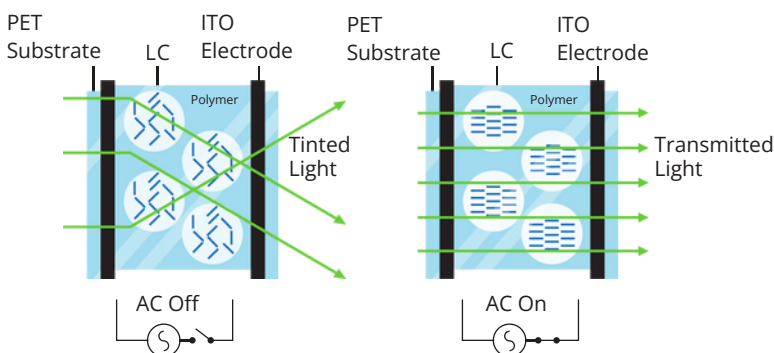 PET
Substrate
LC
ITO
Electrode
Polymer
Tinted
Light
AC Off
PET
Substrate
LC
ITO
Electrode
Polymer
Transmitted
Light
AC On